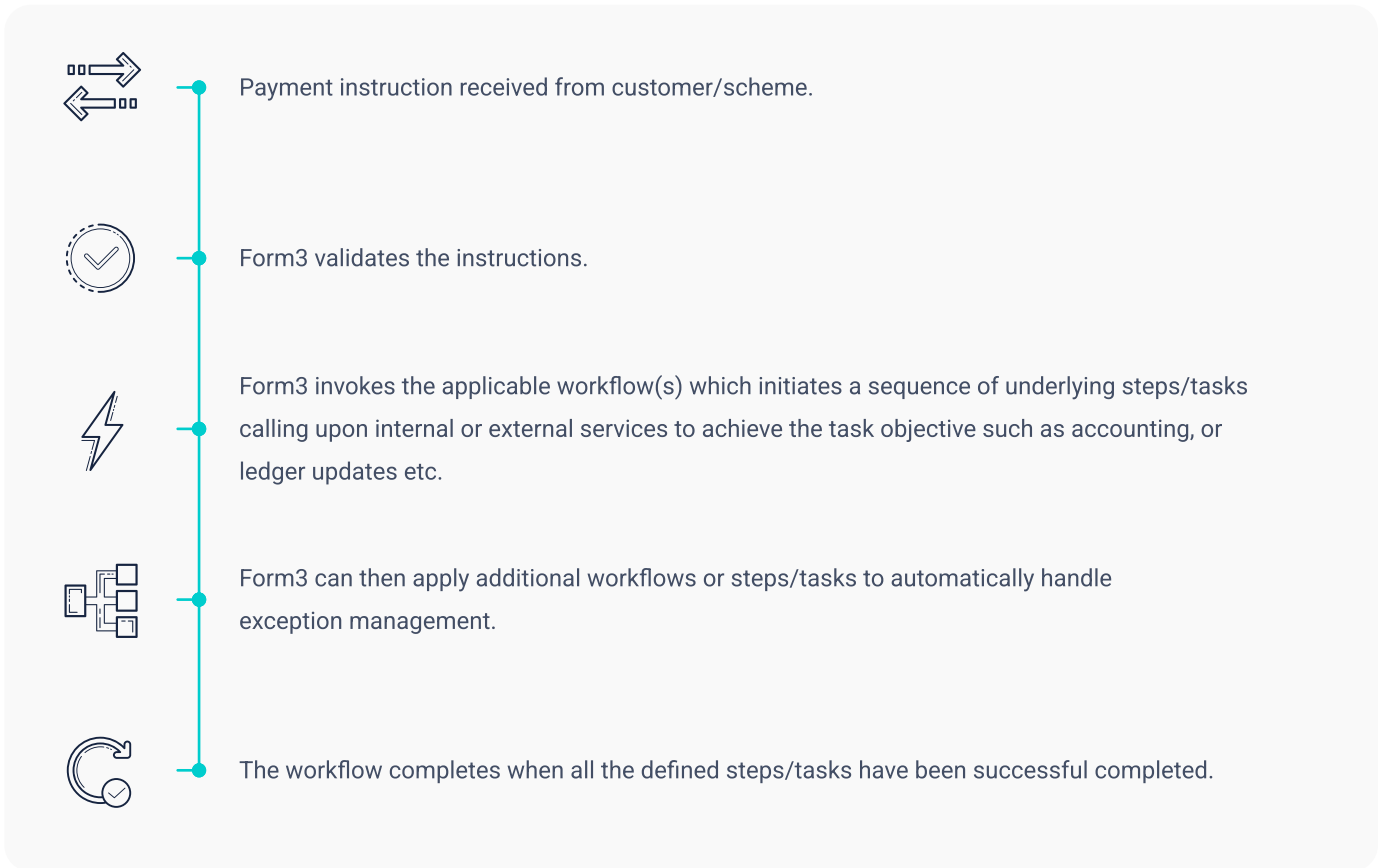 Payment instruction received from customer/scheme.
Form3 validates the instructions.
Form3 invokes the applicable workflow(s) which initiates a sequence of underlying steps/tasks
calling upon internal or external services to achieve the task objective such as accounting, or
ledger updates etc.
Form3 can then apply additional workflows or steps/tasks to automatically handle
exception management.
The workflow completes when all the defined steps/tasks have been successful completed.